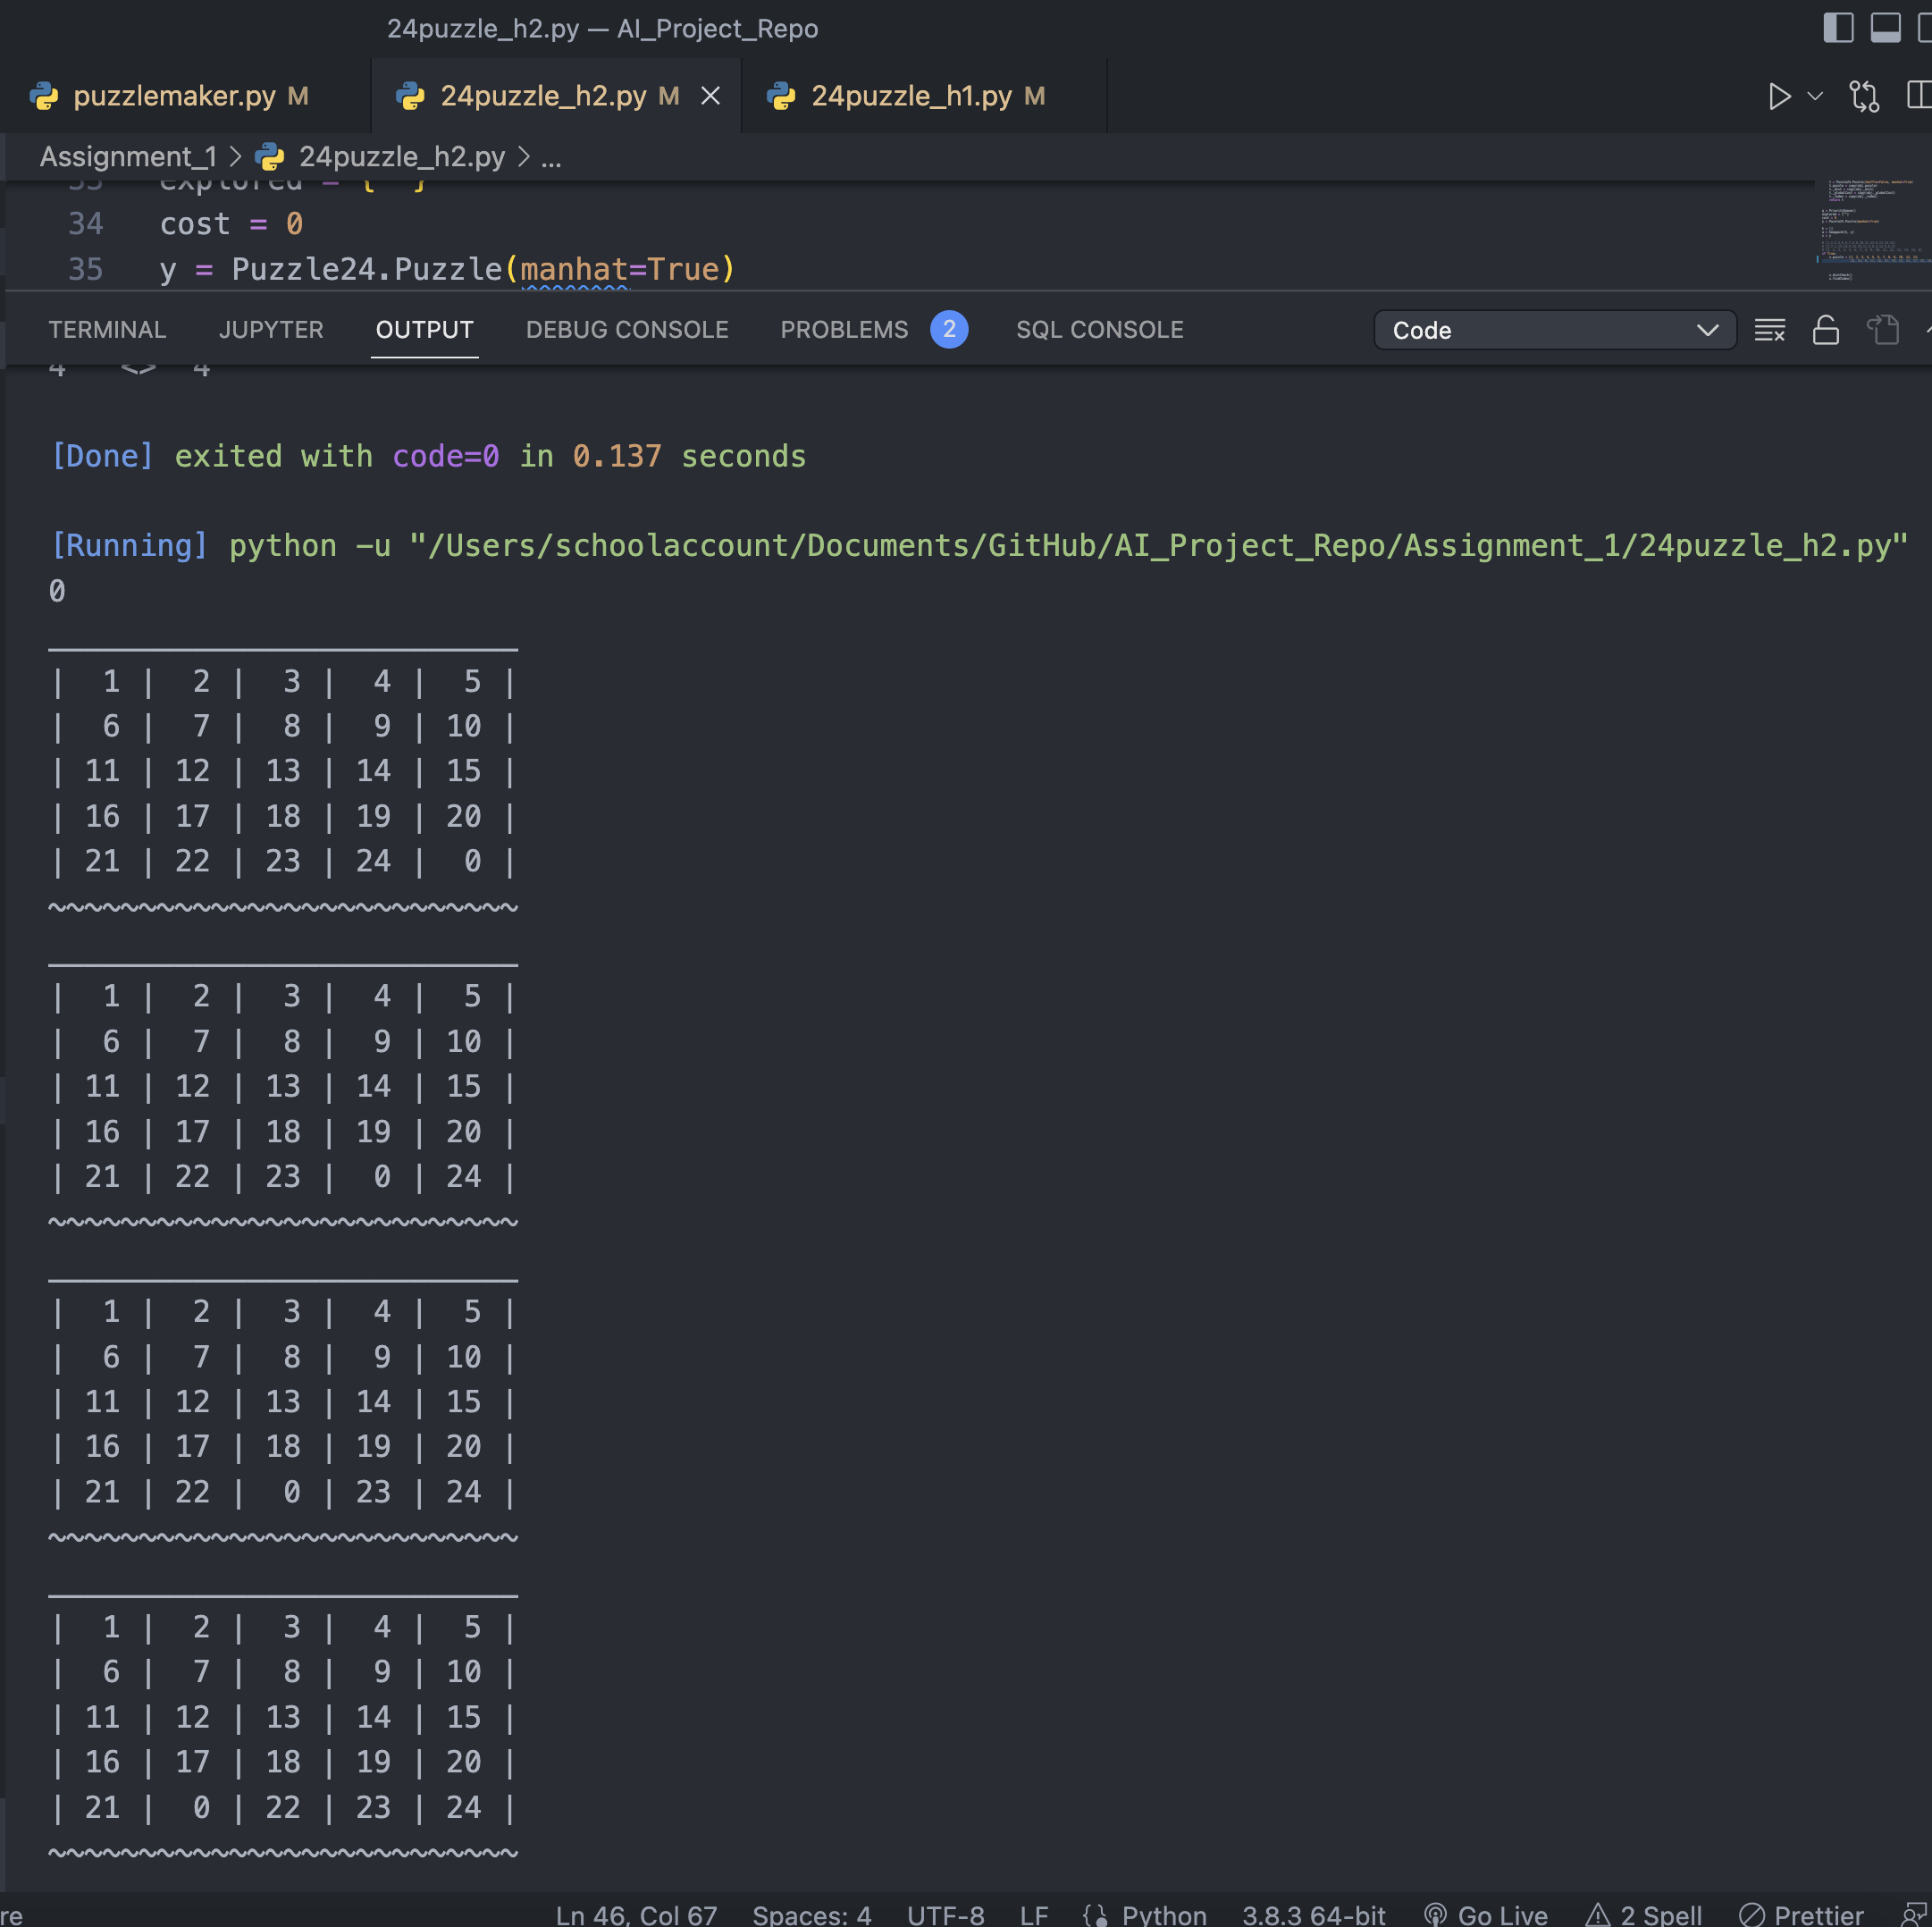 24puzzle_h2.py — AI_Project_Repo
puzzlemaker.py M 24puzzle_h2.py M 24puzzle_h1.py M
Assignment_1 > 24puzzle_h2.py > ...
33 explored = { }
34 cost = 0
35 y = Puzzle24.Puzzle(manhat=True)
TERMINAL JUPYTER OUTPUT DEBUG CONSOLE PROBLEMS 2 SQL CONSOLE Code
4 <> 4
[Done] exited with code=0 in 0.137 seconds
[Running] python -u "/Users/schoolaccount/Documents/GitHub/AI_Project_Repo/Assignment_1/24puzzle_h2.py"
0
__________________________
| 1 | 2 | 3 | 4 | 5 |
| 6 | 7 | 8 | 9 | 10 |
| 11 | 12 | 13 | 14 | 15 |
| 16 | 17 | 18 | 19 | 20 |
| 21 | 22 | 23 | 24 | 0 |
~~~~~~~~~~~~~~~~~~~~~~~~~~
__________________________
| 1 | 2 | 3 | 4 | 5 |
| 6 | 7 | 8 | 9 | 10 |
| 11 | 12 | 13 | 14 | 15 |
| 16 | 17 | 18 | 19 | 20 |
| 21 | 22 | 23 | 0 | 24 |
~~~~~~~~~~~~~~~~~~~~~~~~~~
__________________________
| 1 | 2 | 3 | 4 | 5 |
| 6 | 7 | 8 | 9 | 10 |
| 11 | 12 | 13 | 14 | 15 |
| 16 | 17 | 18 | 19 | 20 |
| 21 | 22 | 0 | 23 | 24 |
~~~~~~~~~~~~~~~~~~~~~~~~~~
__________________________
| 1 | 2 | 3 | 4 | 5 |
| 6 | 7 | 8 | 9 | 10 |
| 11 | 12 | 13 | 14 | 15 |
| 16 | 17 | 18 | 19 | 20 |
| 21 | 0 | 22 | 23 | 24 |
~~~~~~~~~~~~~~~~~~~~~~~~~~
re Ln 46, Col 67 Spaces: 4 UTF-8 LF Python 3.8.3 64-bit Go Live 2 Spell Prettier